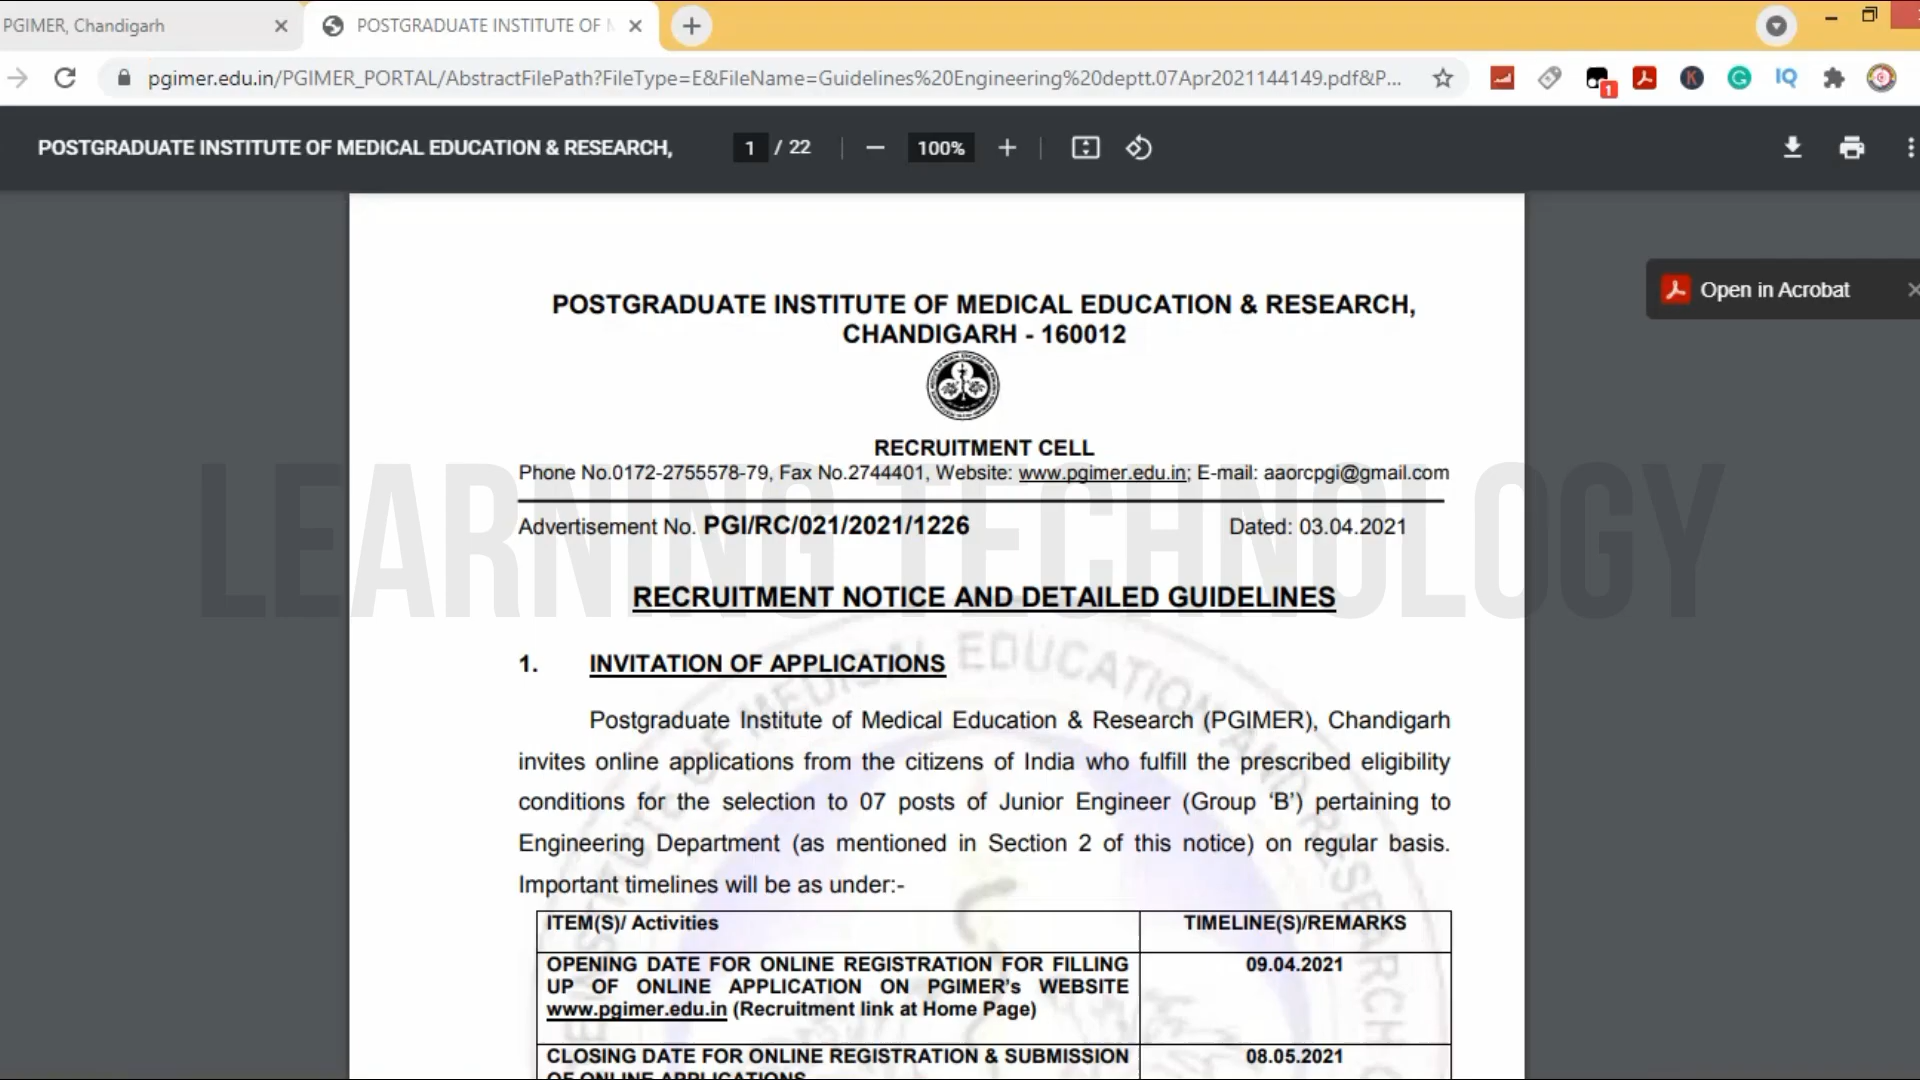 PGIMER, Chandigarh
POSTGRADUATE INSTITUTE OF
pgimer.edu.in/PGIMER_PORTAL/AbstractFilePath?FileType=E&FileName=Guidelines%20Engineering%20deptt.07Apr2021144149.pdf&P...
1
K
IQ
POSTGRADUATE INSTITUTE OF MEDICAL EDUCATION & RESEARCH,
1 / 22
100%
Open in Acrobat
POSTGRADUATE INSTITUTE OF MEDICAL EDUCATION & RESEARCH,
CHANDIGARH - 160012
RECRUITMENT CELL
Phone No.0172-2755578-79, Fax No.2744401, Website: www.pgimer.edu.in; E-mail: aaorcpgi@gmail.com
LEARNING TECHNOLOGY
Advertisement No. PGI/RC/021/2021/1226 Dated: 03.04.2021
RECRUITMENT NOTICE AND DETAILED GUIDELINES
1. INVITATION OF APPLICATIONS
Postgraduate Institute of Medical Education & Research (PGIMER), Chandigarh
invites online applications from the citizens of India who fulfill the prescribed eligibility
conditions for the selection to 07 posts of Junior Engineer (Group ‘B’) pertaining to
Engineering Department (as mentioned in Section 2 of this notice) on regular basis.
Important timelines will be as under:-
ITEM(S)/ Activities TIMELINE(S)/REMARKS
OPENING DATE FOR ONLINE REGISTRATION FOR FILLING 09.04.2021
UP OF ONLINE APPLICATION ON PGIMER's WEBSITE
www.pgimer.edu.in (Recruitment link at Home Page)
CLOSING DATE FOR ONLINE REGISTRATION & SUBMISSION 08.05.2021
OF ONLINE APPLICATIONS